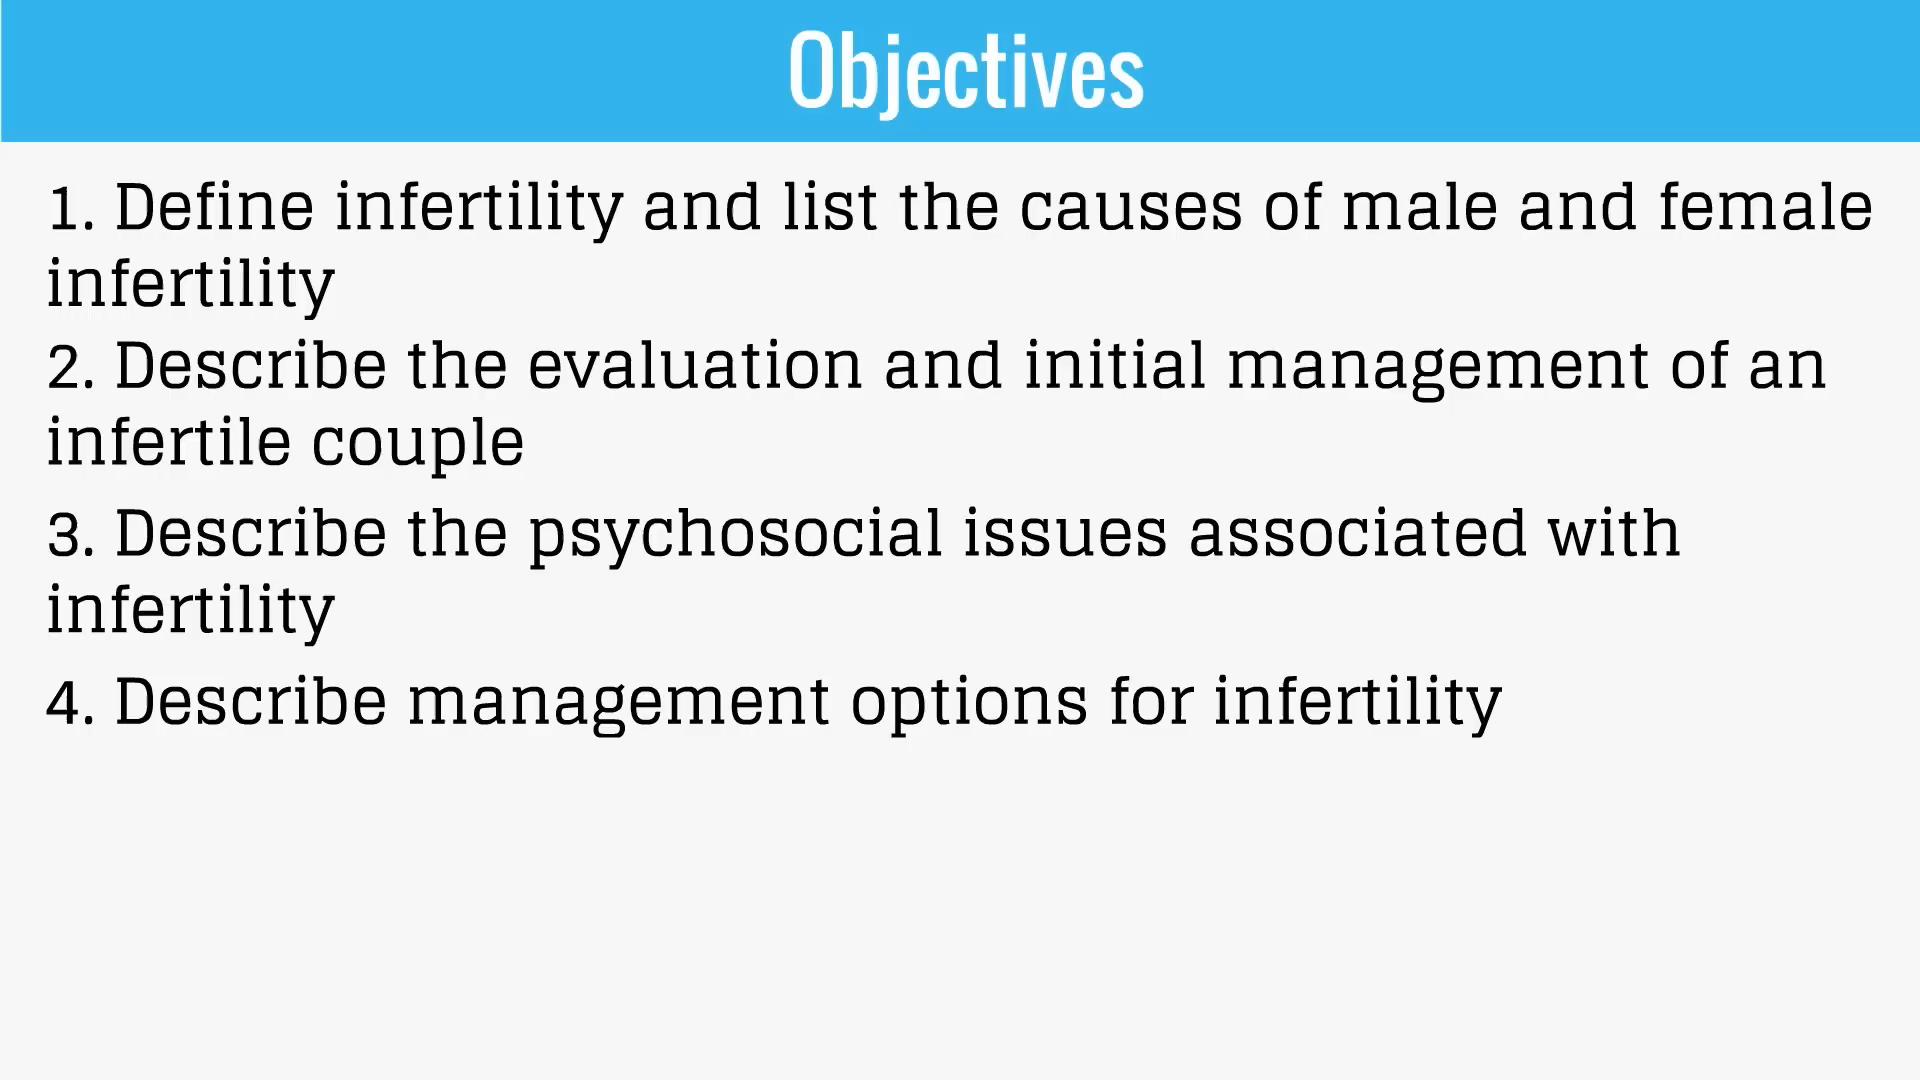 Objectives
1. Define infertility and list the causes of male and female
infertility
2. Describe the evaluation and initial management of an
infertile couple
3. Describe the psychosocial issues associated with
infertility
4. Describe management options for infertility